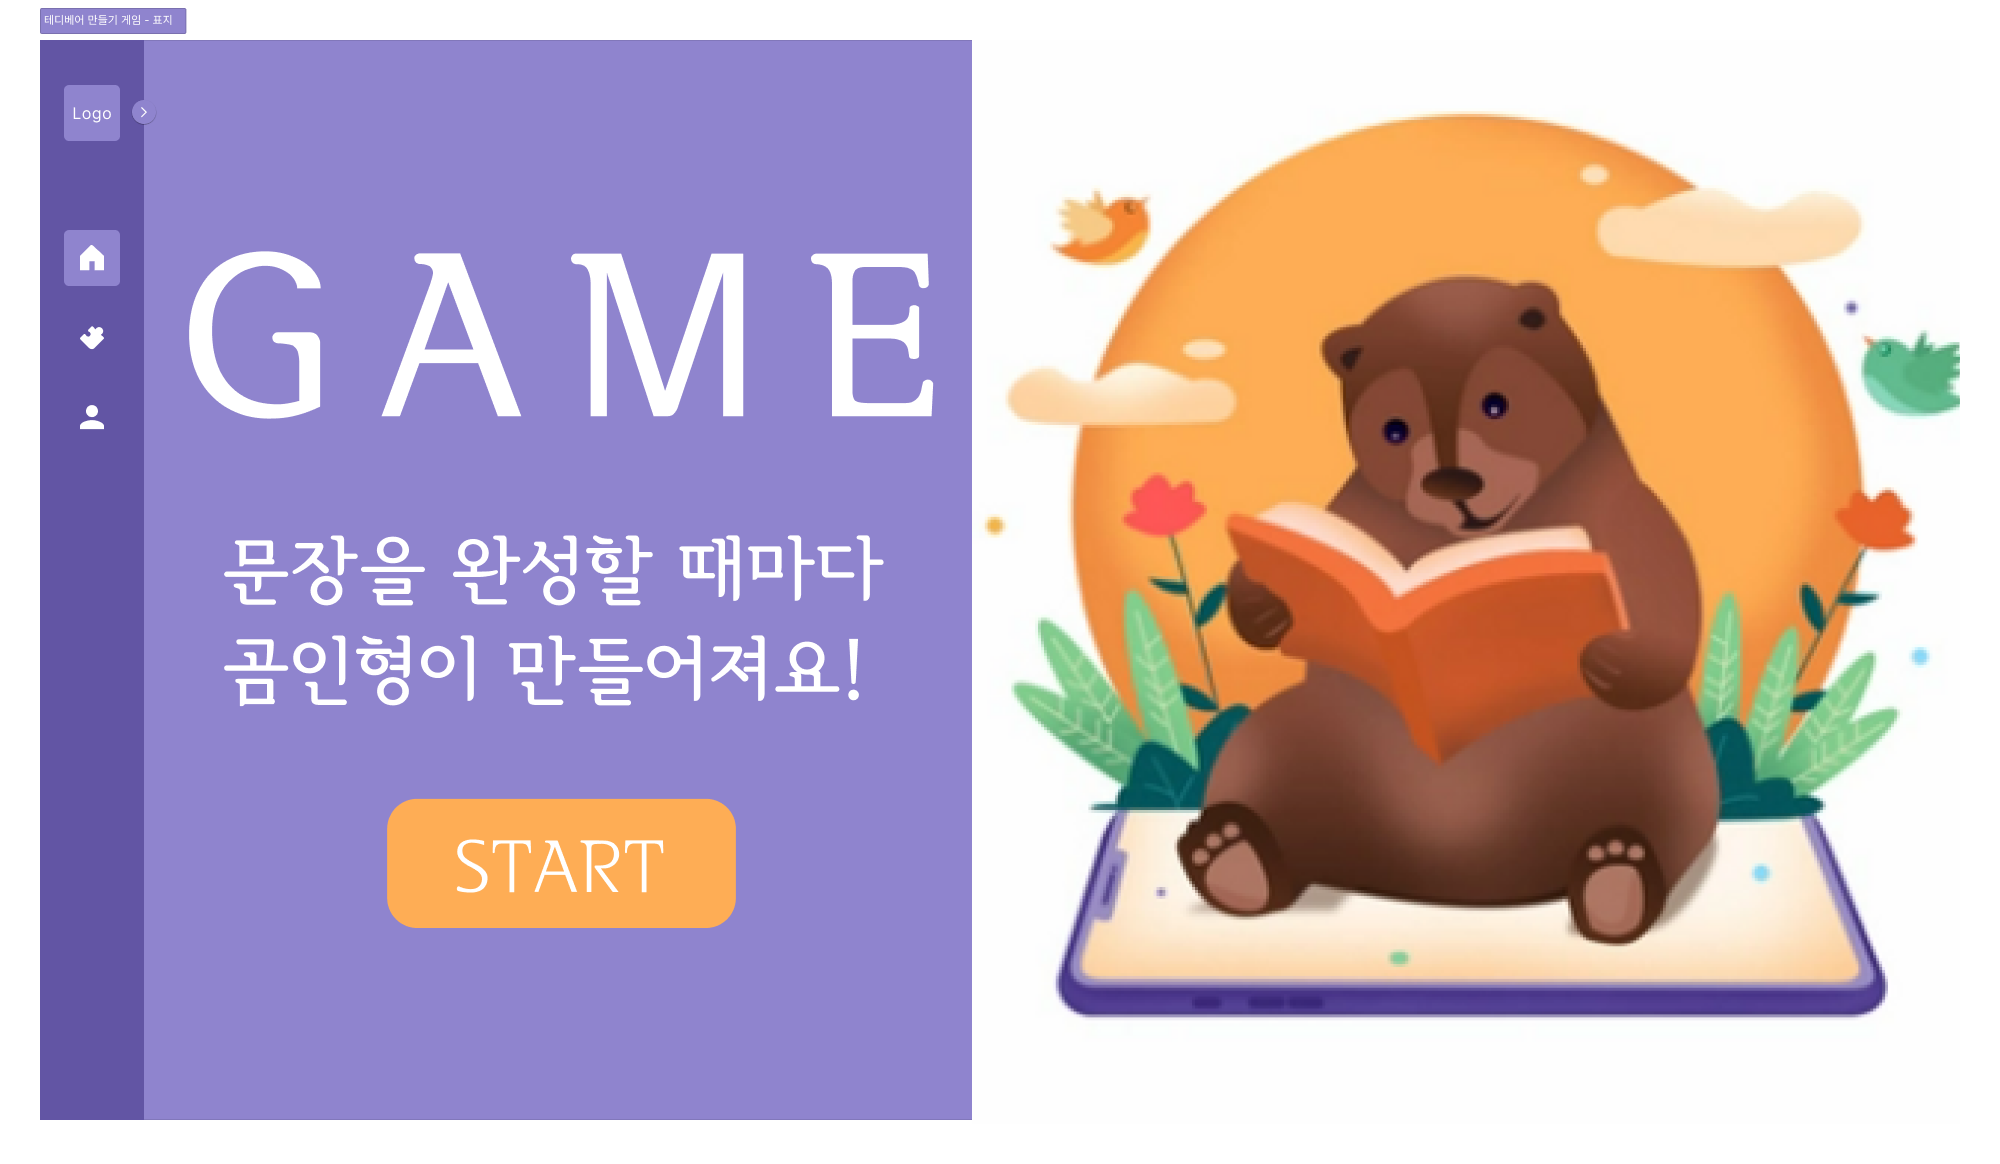 테디베어 만들기 게임 - 표지
Logo
GAME
문장을 완성할 때마다
곰인형이 만들어져요!
START